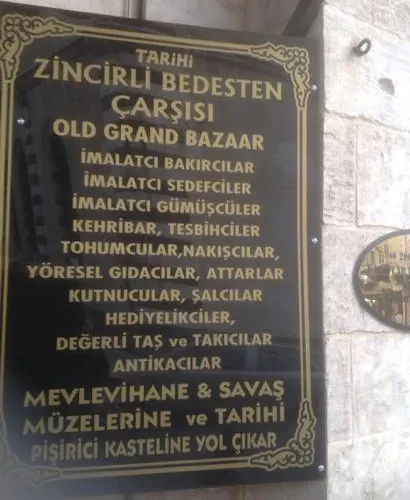 TARİHİ
ZİNCİRLİ BEDESTEN
ÇARŞISI
OLD GRAND BAZAAR
İMALATCI BAKIRCILAR
İMALATCI SEDEFCİLER
İMALATCI GÜMÜŞCÜLER
KEHRİBAR, TESBİHCİLER
TOHUMCULAR,NAKIŞCILAR,
YÖRESEL GIDACILAR, ATTARLAR
KUTNUCULAR, ŞALCILAR
HEDİYELİKCİLER,
DEĞERLİ TAŞ ve TAKICILAR
ANTİKACILAR
MEVLEVİHANE & SAVAŞ
MÜZELERİNE ve TARİHİ
PİŞİRİCİ KASTELİNE YOL ÇIKAR